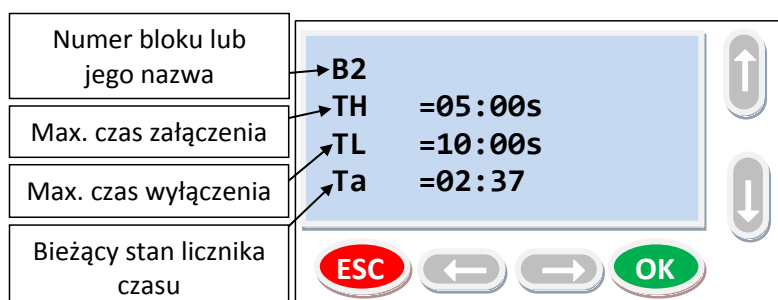 Numer bloku lub
jego nazwa
Max. czas załączenia
Max. czas wyłączenia
Bieżący stan licznika
czasu
B2
TH =05:00s
TL =10:00s
Ta =02:37
ESC
OK